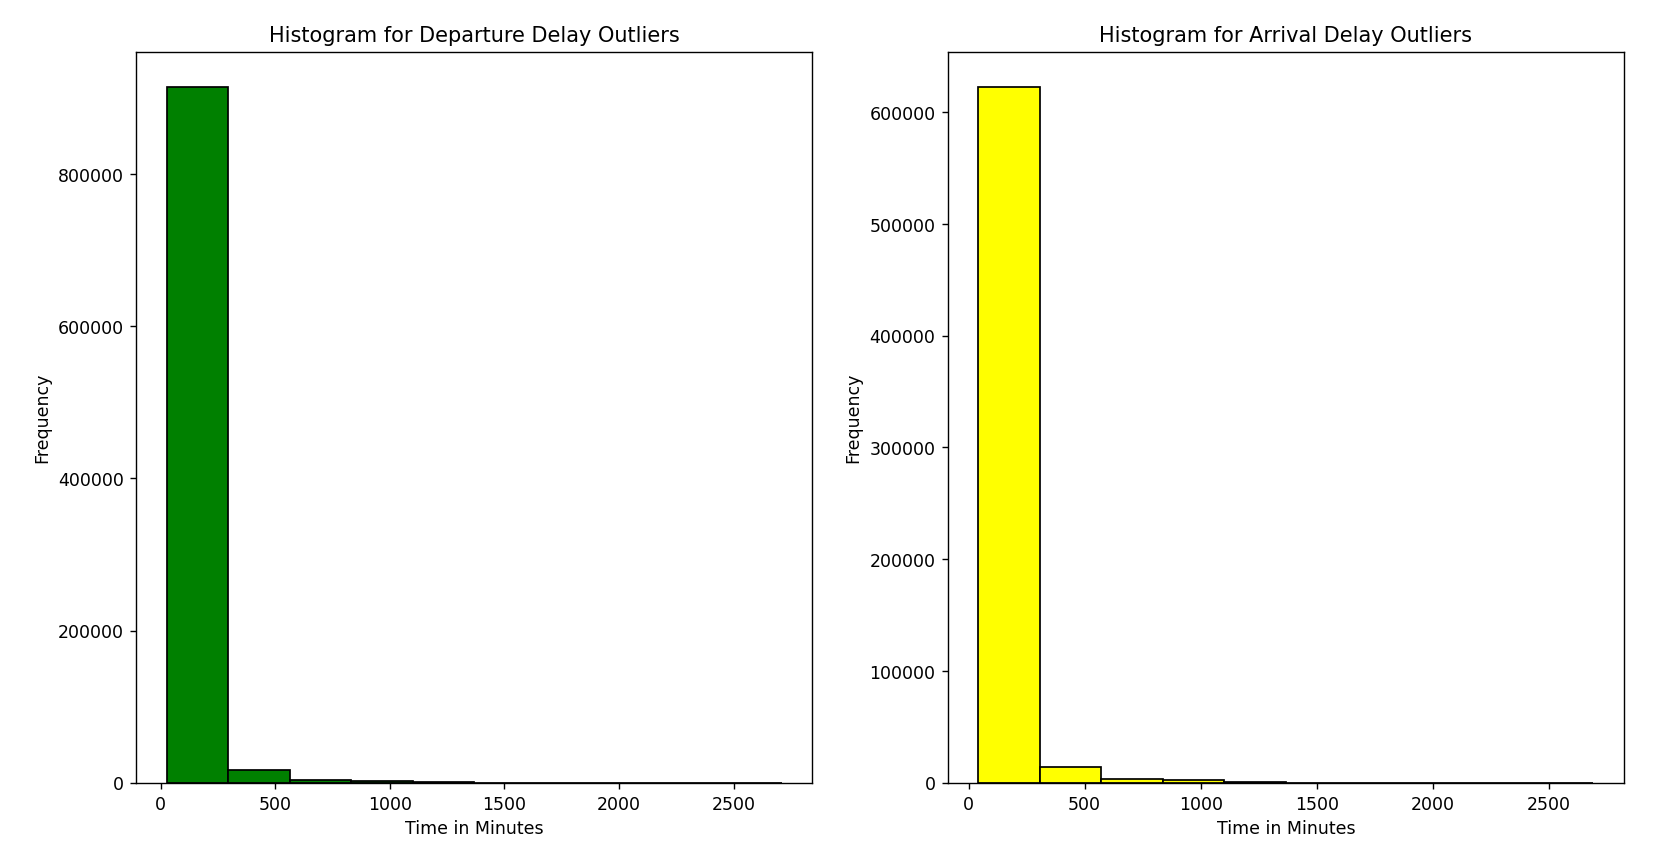 Histogram for Departure Delay Outliers
800000
600000
400000
200000
0
Frequency
0 500 1000 1500 2000 2500
Time in Minutes
Histogram for Arrival Delay Outliers
600000
500000
400000
300000
200000
100000
0
Frequency
0 500 1000 1500 2000 2500
Time in Minutes